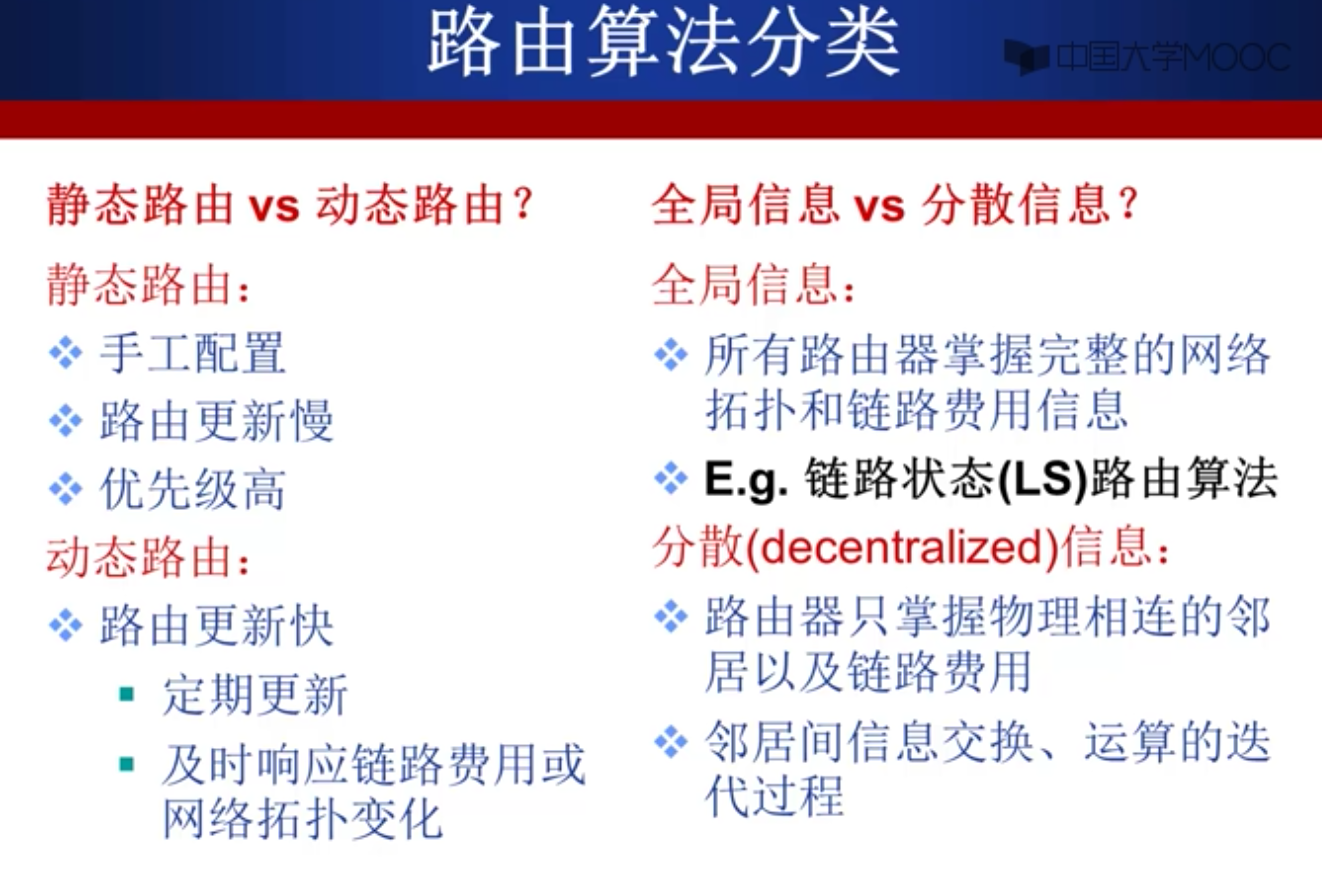 路由算法分类
中国大学MOOC
静态路由 vs 动态路由？
静态路由：
手工配置
路由更新慢
优先级高
动态路由：
路由更新快
定期更新
及时响应链路费用或
网络拓扑变化
全局信息 vs 分散信息？
全局信息：
所有路由器掌握完整的网络
拓扑和链路费用信息
E.g. 链路状态(LS)路由算法
分散(decentralized)信息：
路由器只掌握物理相连的邻
居以及链路费用
邻居间信息交换、运算的迭
代过程